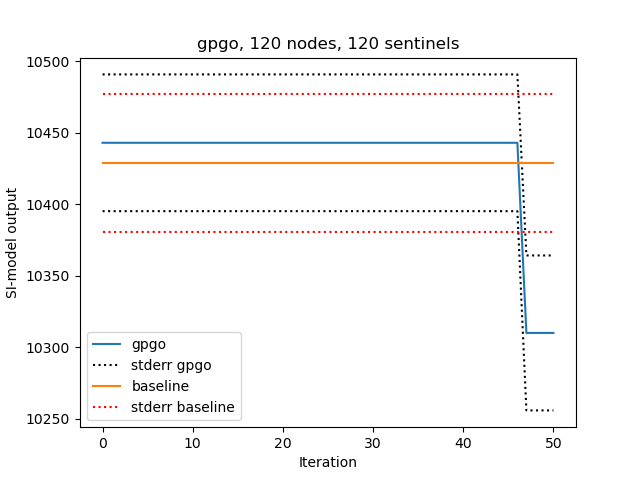 gpgo, 120 nodes, 120 sentinels
SI-model output
10500
10450
10400
10350
10300
10250
gpgo
stderr gpgo
baseline
stderr baseline
0 10 20 30 40 50
Iteration